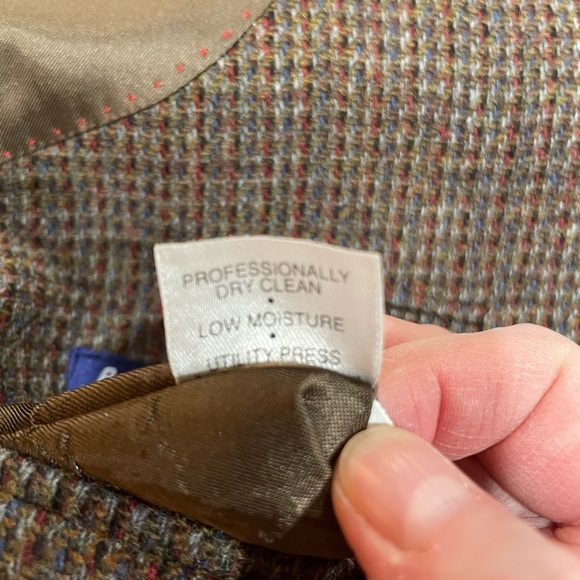 PROFESSIONALLY
DRY CLEAN
•
LOW MOISTURE
•
UTILITY PRESS